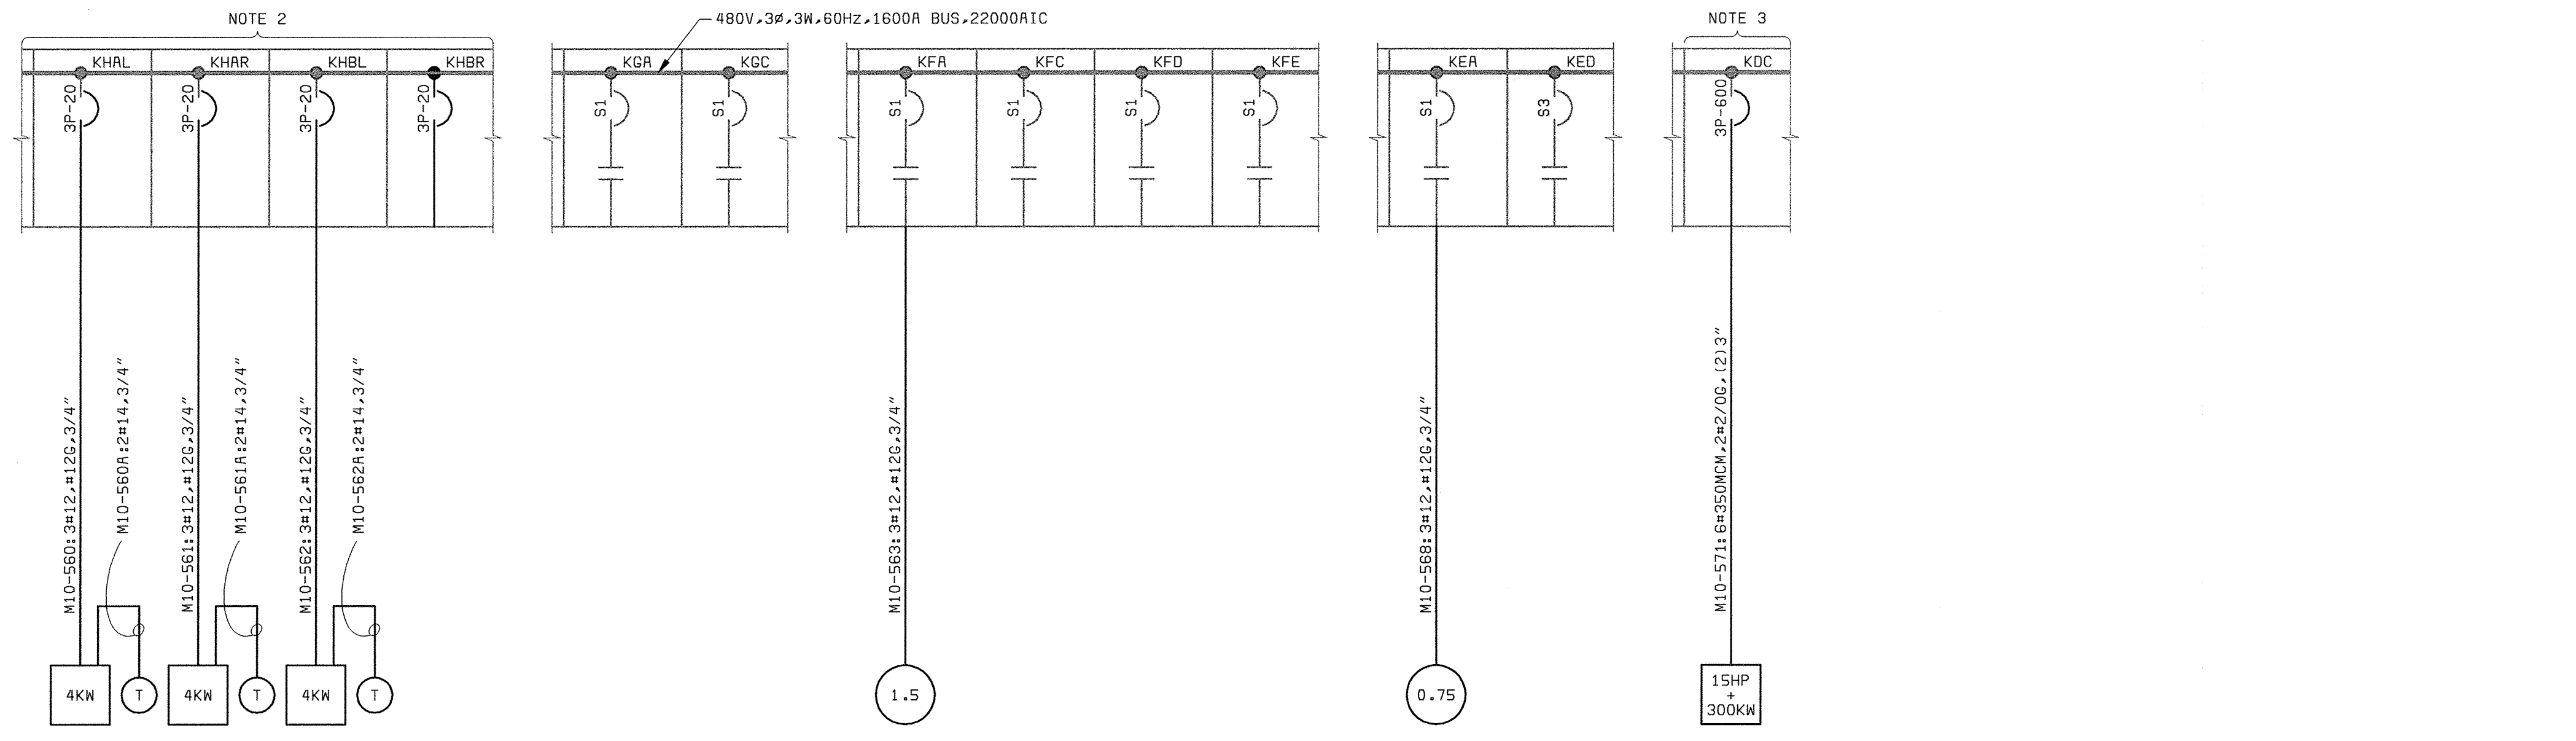 NOTE 2
480V,3ø,3W,60Hz,1600A BUS,22000AIC
NOTE 3
KHAL
KHAR
KHBL
KHBR
KGA
KGC
KFA
KFC
KFD
KFE
KEA
KED
KDC
3P-20
3P-20
3P-20
3P-20
S1
S1
S1
S1
S1
S1
S1
S3
3P-600
M10-560:3#12,#12G,3/4″
M10-560A:2#14,3/4″
M10-561:3#12,#12G,3/4″
M10-561A:2#14,3/4″
M10-562:3#12,#12G,3/4″
M10-562A:2#14,3/4″
M10-563:3#12,#12G,3/4″
M10-568:3#12,#12G,3/4″
M10-571:6#350MCM,2#2/0G,(2)3″
4KW
T
4KW
T
4KW
T
1.5
0.75
15HP
+
300KW